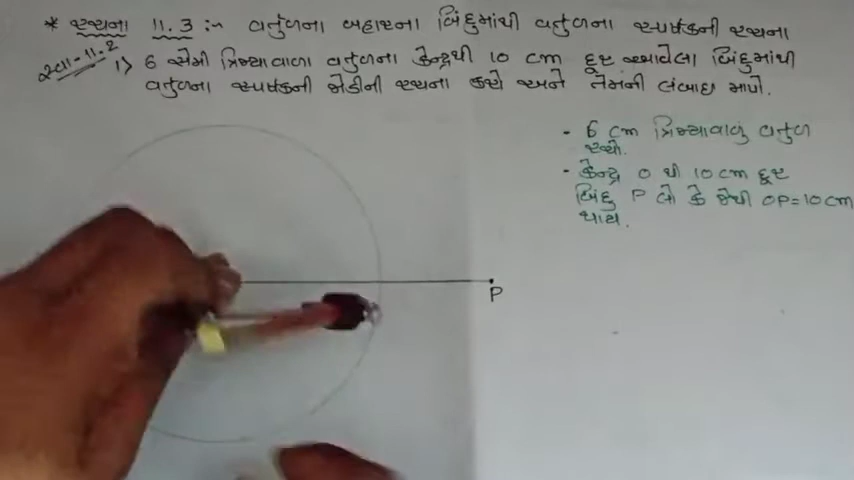 * રચના 11.3 :- વર્તુળના બહારના બિંદુમાંથી વર્તુળના સ્પર્શકની રચના
સ્વા-11.2
1) 6 સેમી ત્રિજ્યાવાળા વર્તુળના કેન્દ્રથી 10 cm દૂર આવેલા બિંદુમાંથી
વર્તુળના સ્પર્શકની જોડીની રચના કરો અને તેમની લંબાઇ માપો.
- 6 cm ત્રિજ્યાવાળું વર્તુળ
રચો.
- કેન્દ્ર O થી 10 cm દૂર
બિંદુ P લો કે જેથી OP=10cm
થાય.
P